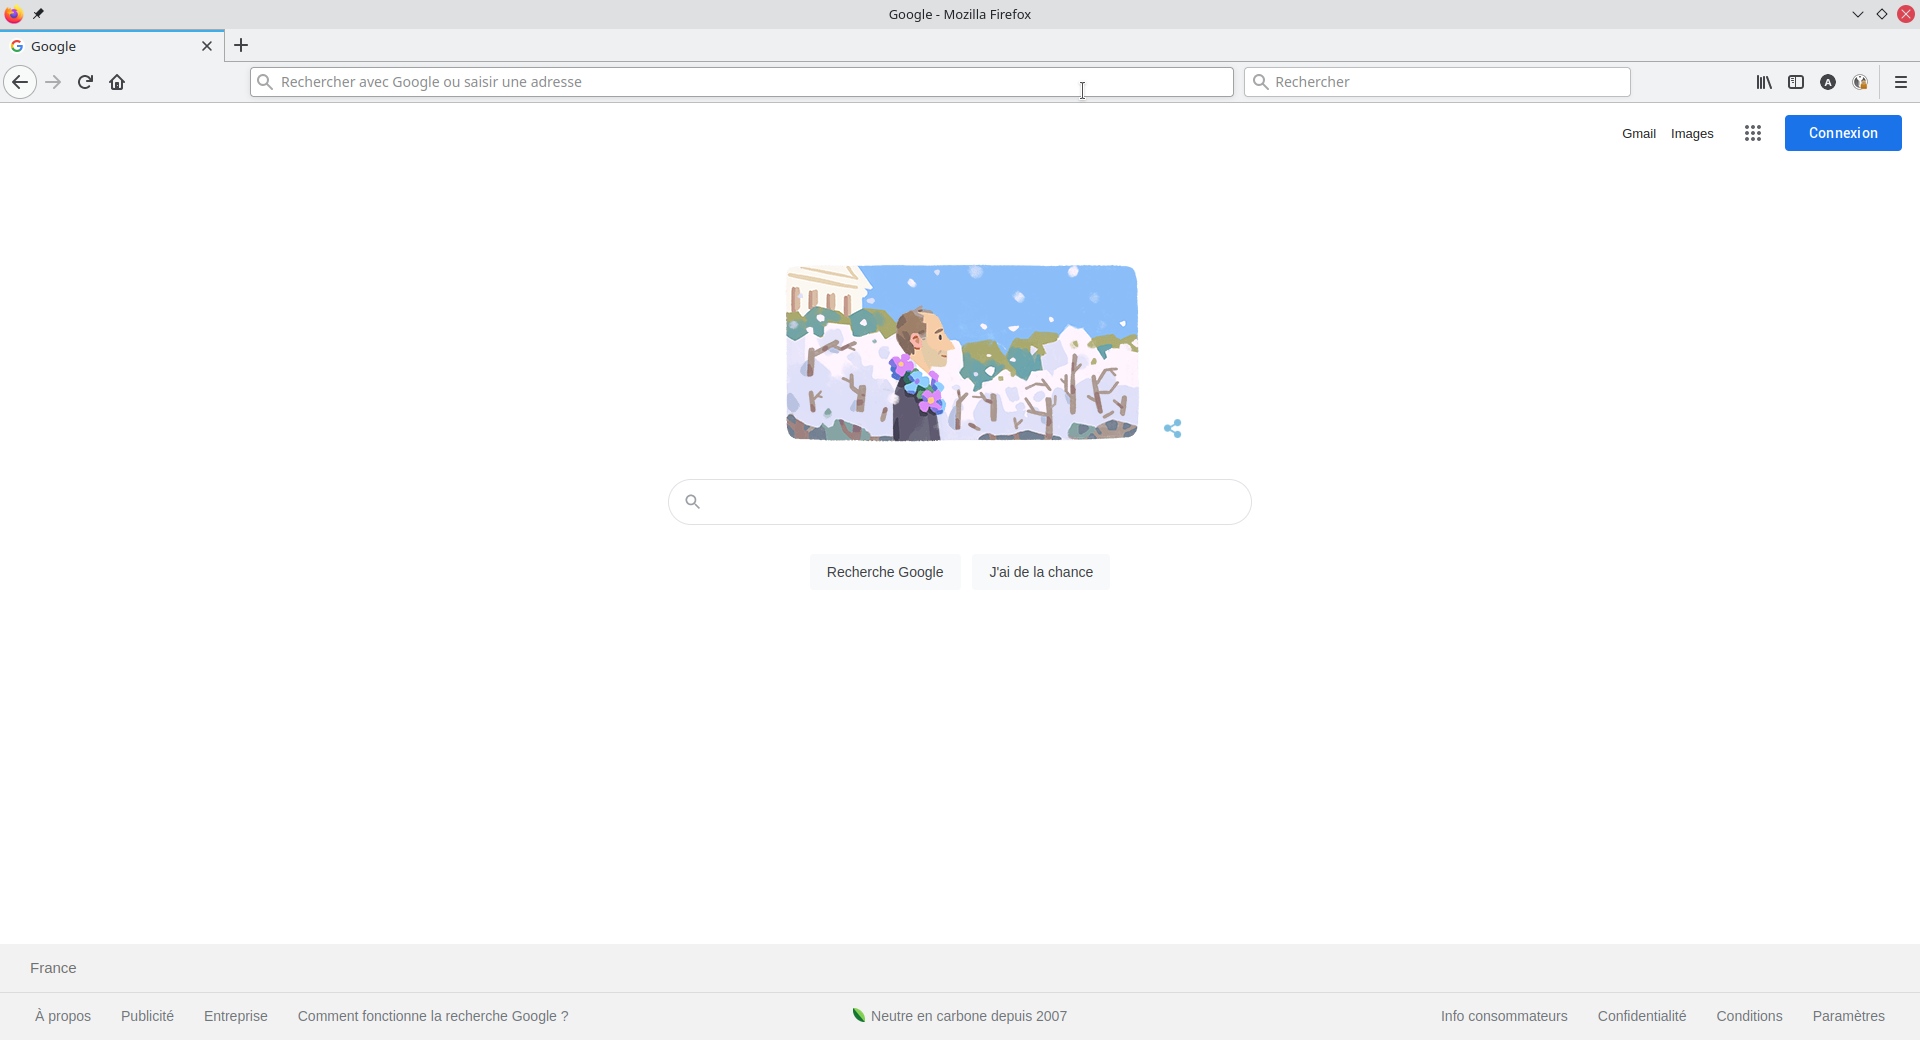 Google - Mozilla Firefox
Google
Rechercher avec Google ou saisir une adresse
Rechercher
Gmail Images Connexion
Recherche Google J'ai de la chance
France
À propos Publicité Entreprise Comment fonctionne la recherche Google ? Neutre en carbone depuis 2007 Info consommateurs Confidentialité Conditions Paramètres